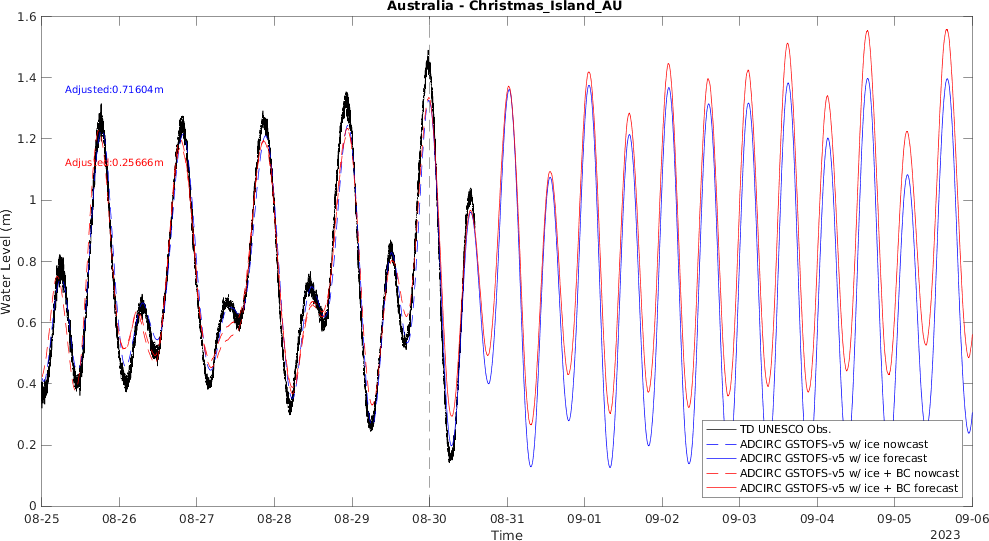 Australia - Christmas_Island_AU
1.6
1.4
1.2
1
0.8
0.6
0.4
0.2
0
Water Level (m)
Adjusted:0.71604m
Adjusted:0.25666m
TD UNESCO Obs.
ADCIRC GSTOFS-v5 w/ ice nowcast
ADCIRC GSTOFS-v5 w/ ice forecast
ADCIRC GSTOFS-v5 w/ ice + BC nowcast
ADCIRC GSTOFS-v5 w/ ice + BC forecast
08-25 08-26 08-27 08-28 08-29 08-30 08-31 09-01 09-02 09-03 09-04 09-05 09-06
Time
2023